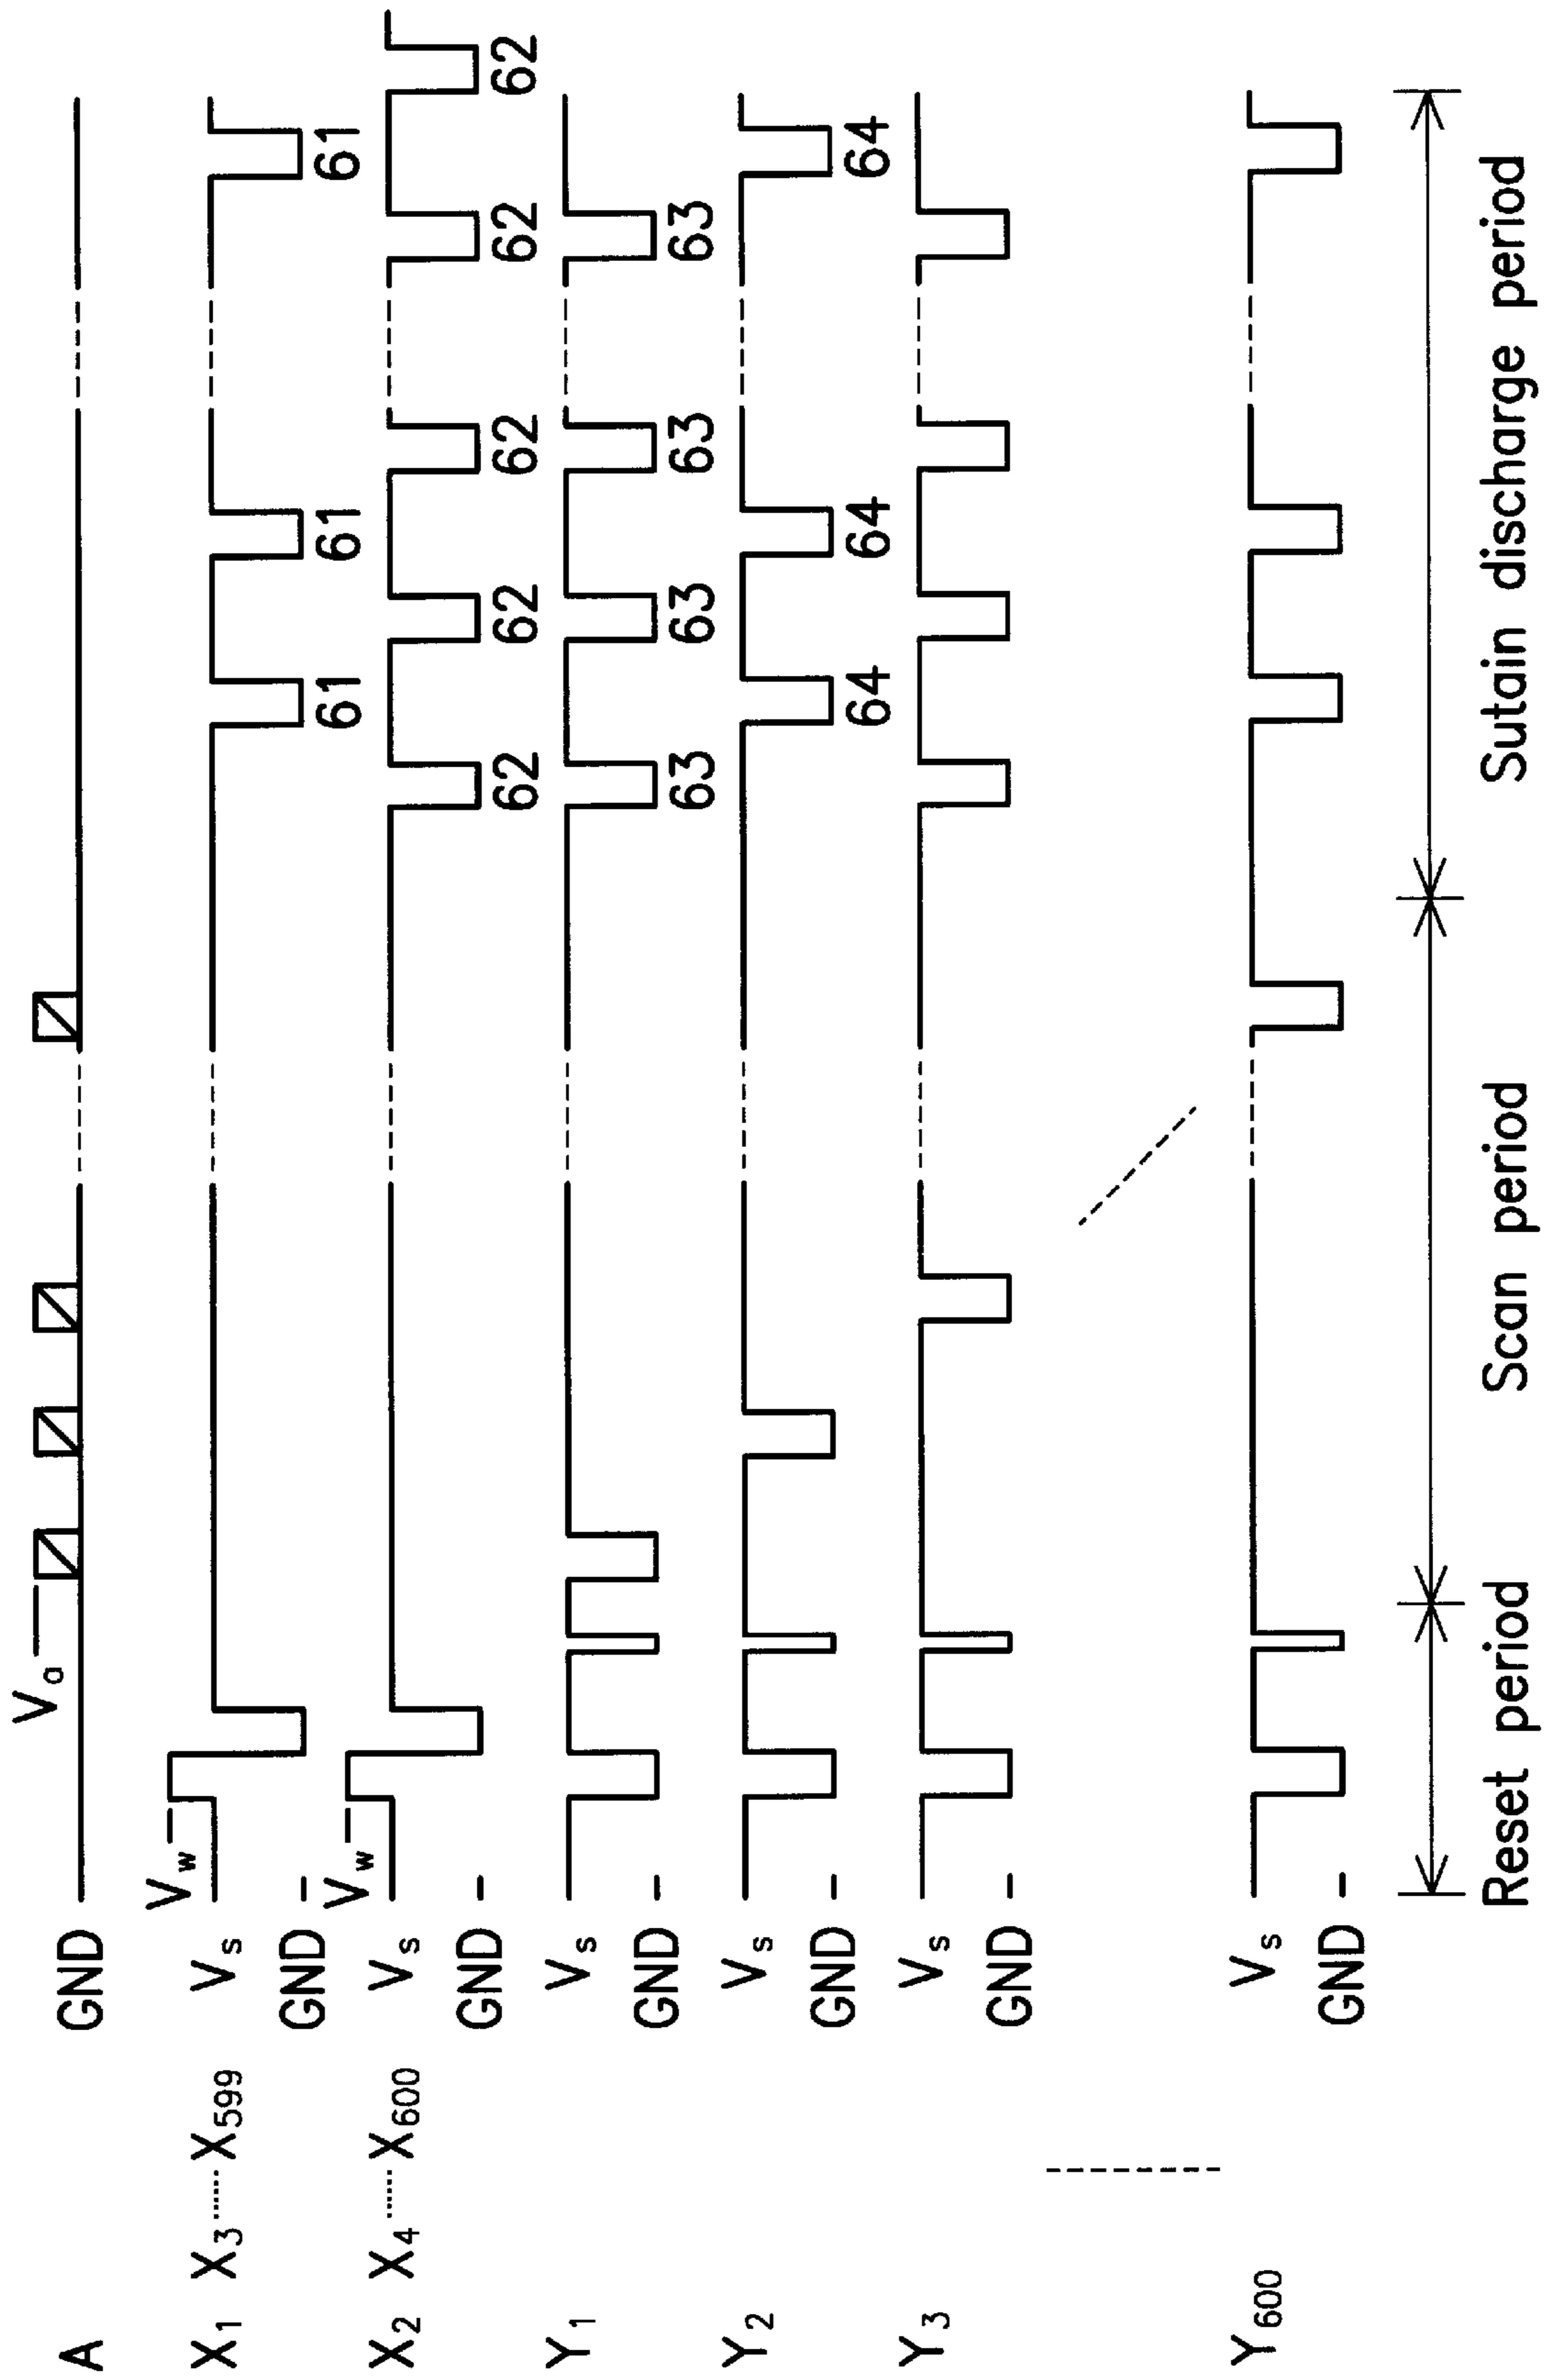 A GND Vₐ
X₁ X₃ ...... X₅₉₉ V_w Vₛ GND 61 61 61
X₂ X₄ ...... X₆₀₀ V_w Vₛ GND 62 62 62 62 62
Y₁ Vₛ GND 63 63 63 63
Y₂ Vₛ GND 64 64 64
Y₃ Vₛ GND
Y₆₀₀ Vₛ GND
Reset period Scan period Sutain discharge period